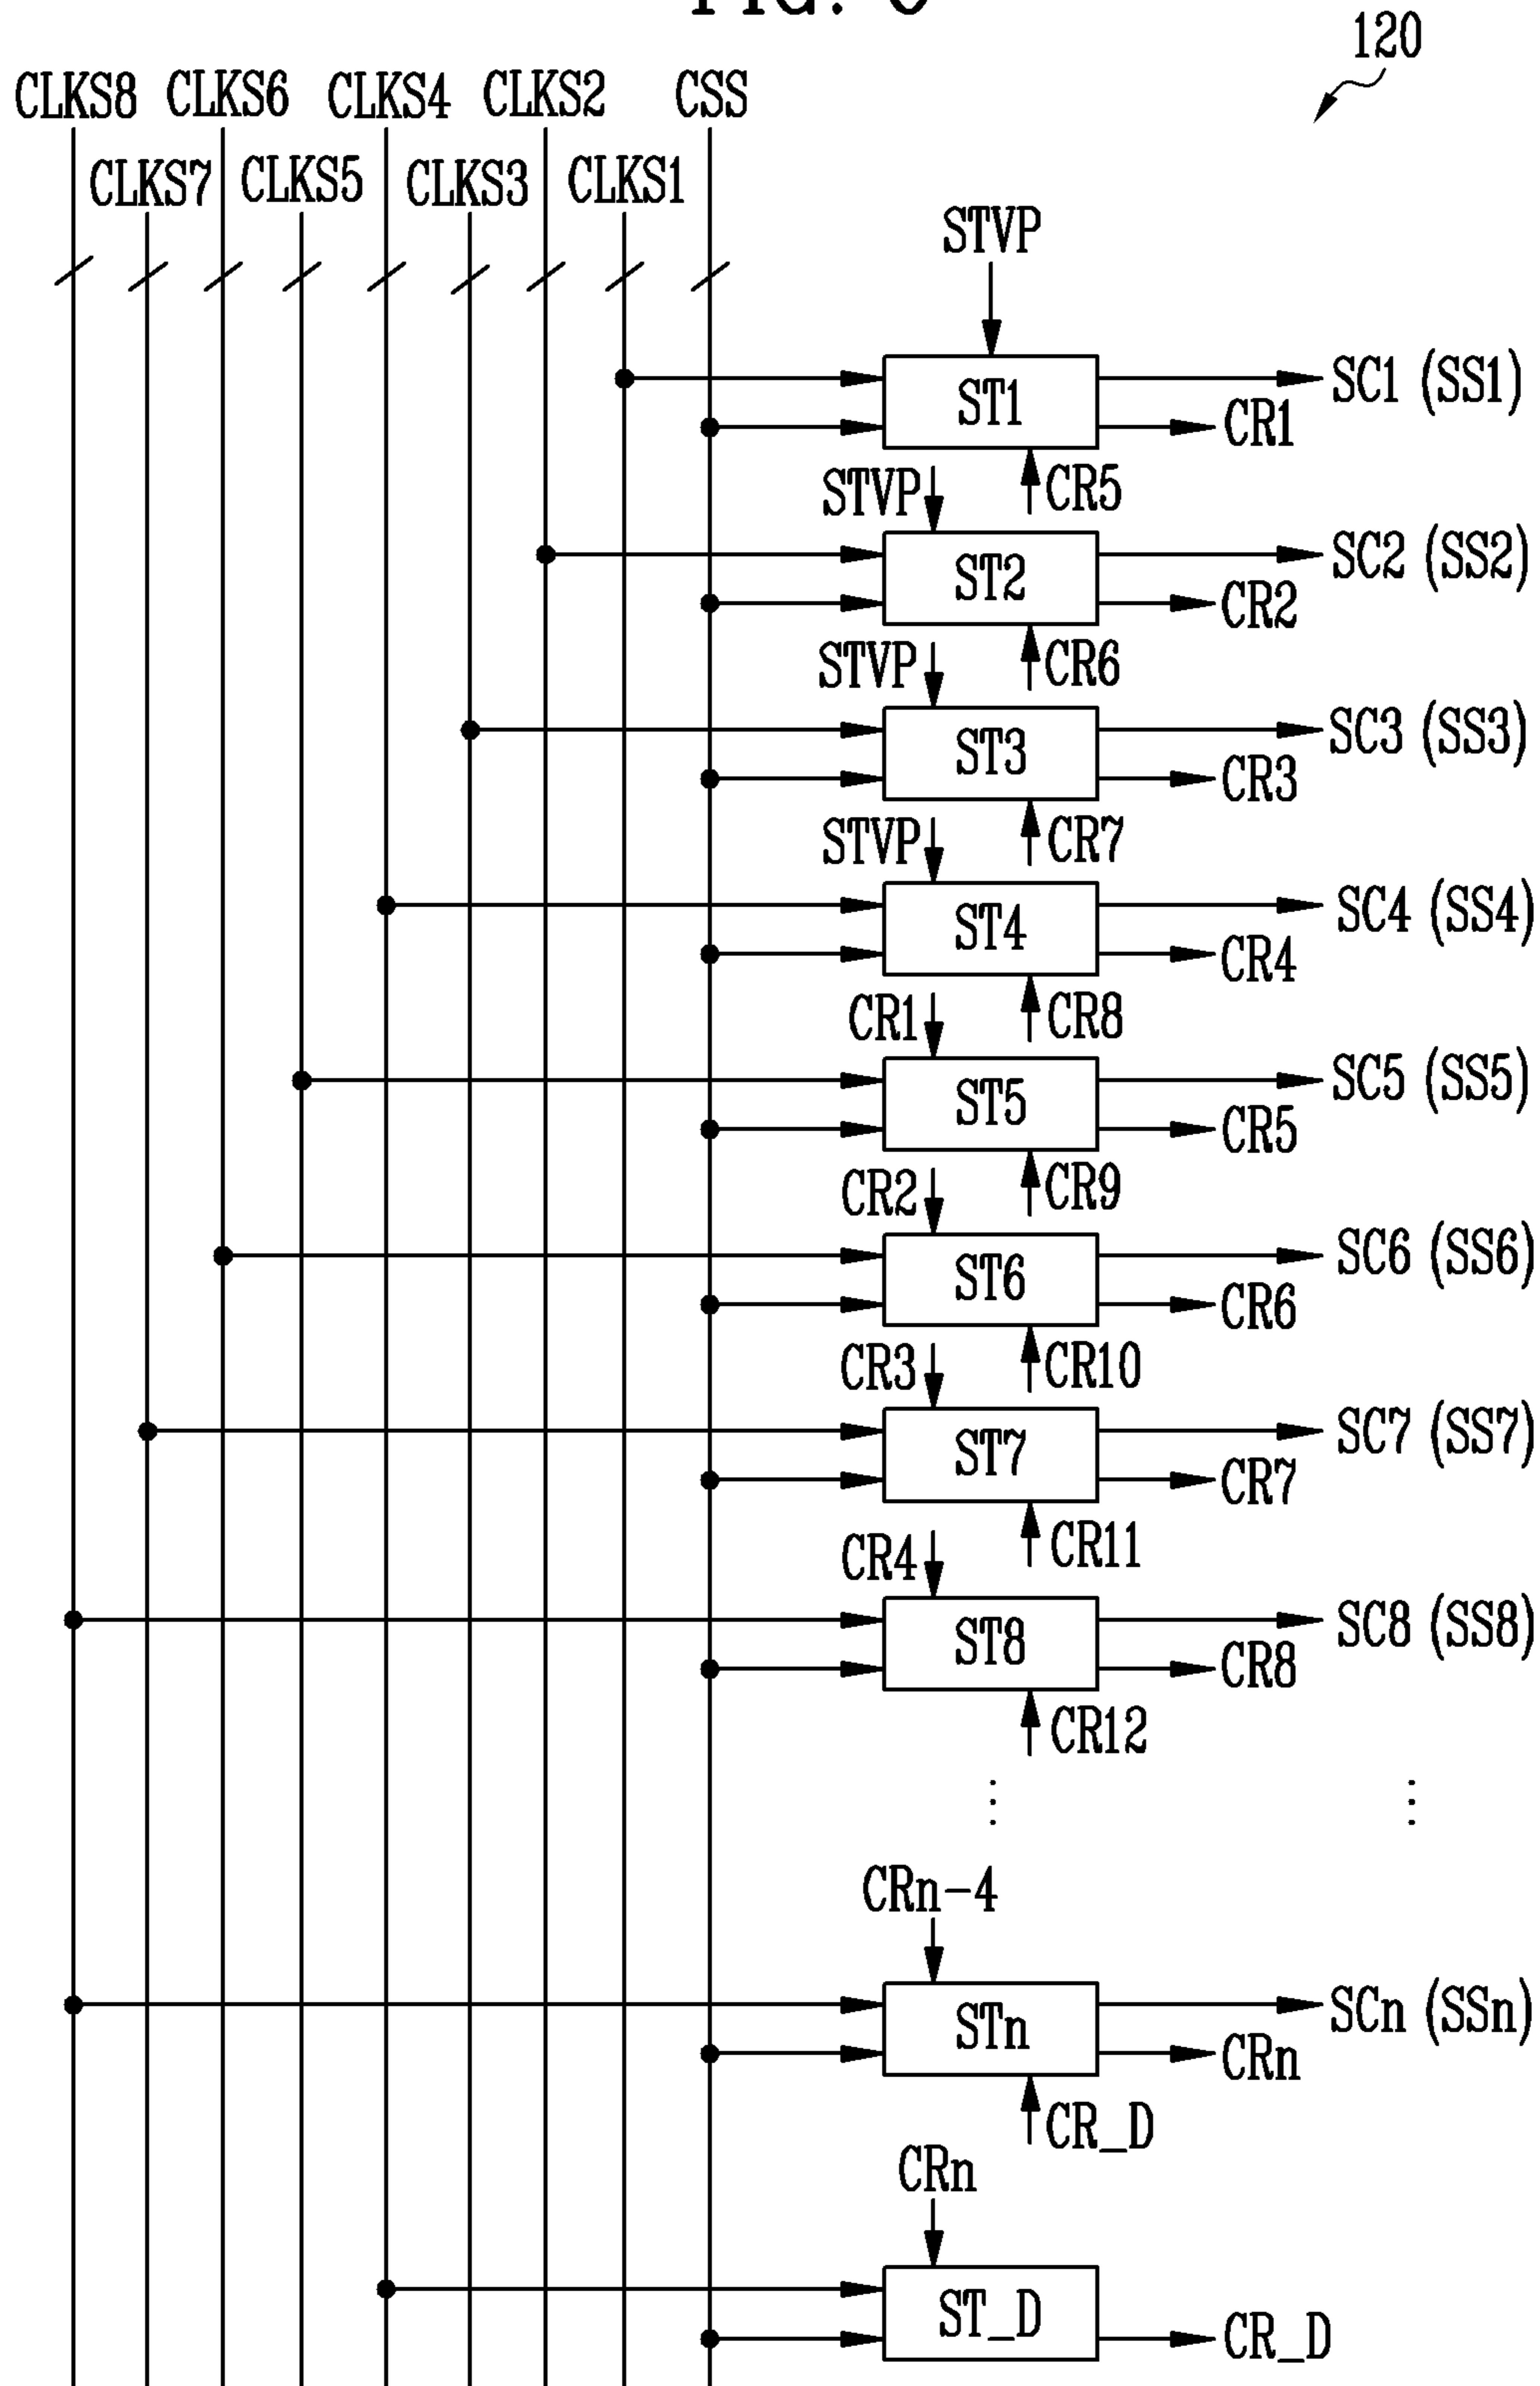 120
CLKS8 CLKS6 CLKS4 CLKS2 CSS
CLKS7 CLKS5 CLKS3 CLKS1
STVP
ST1
SC1 (SS1)
CR1
STVP
CR5
ST2
SC2 (SS2)
CR2
STVP
CR6
ST3
SC3 (SS3)
CR3
STVP
CR7
ST4
SC4 (SS4)
CR4
CR1
CR8
ST5
SC5 (SS5)
CR5
CR2
CR9
ST6
SC6 (SS6)
CR6
CR3
CR10
ST7
SC7 (SS7)
CR7
CR4
CR11
ST8
SC8 (SS8)
CR8
CR12
CRn-4
STn
SCn (SSn)
CRn
CR_D
CRn
ST_D
CR_D